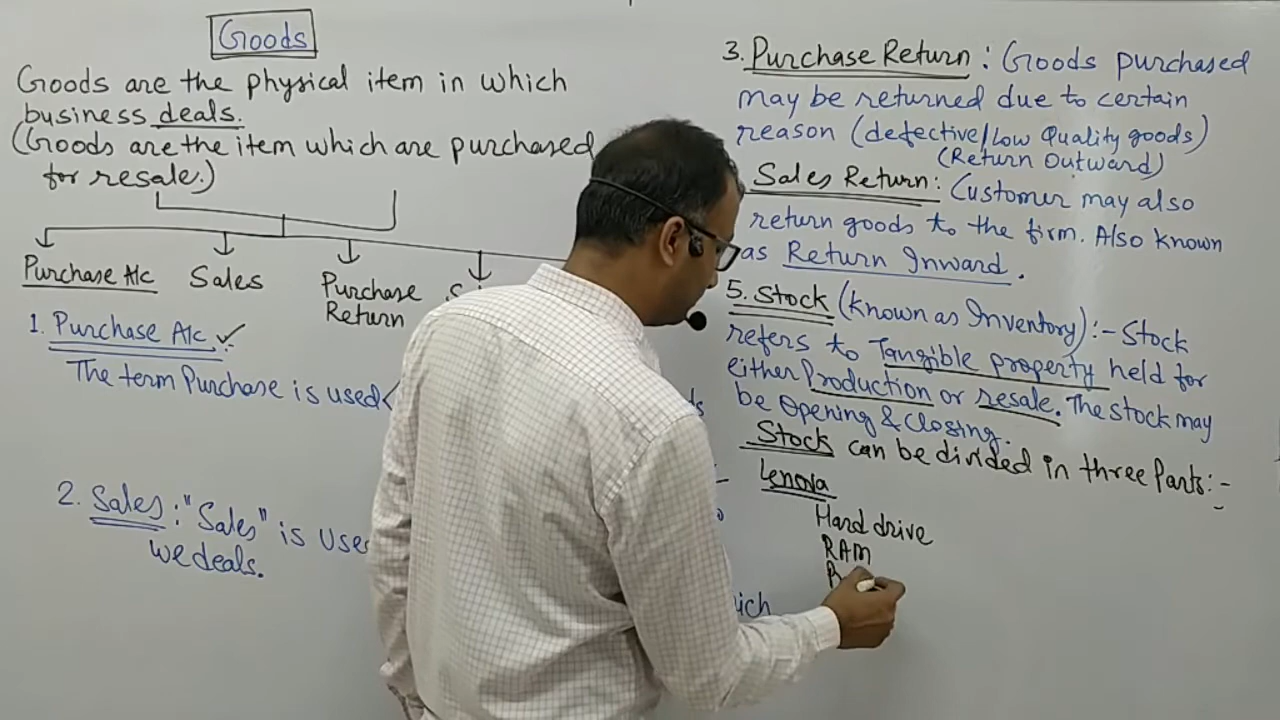 Goods
Goods are the physical item in which
business deals.
(Goods are the item which are purchased
for resale.)
Purchase A/c
Sales
Purchase
Return
1. Purchase A/c ✓
The term Purchase is used
2. Sales: "Sales" is use
we deals.
ich
3. Purchase Return: Goods purchased
may be returned due to certain
reason (defective/Low Quality goods)
(Return Outward)
Sales Return: Customer may also
return goods to the firm. Also known
as Return Inward.
5. Stock (known as Inventory):- Stock
refers to Tangible property held for
either Production or resale. The stock may
be Opening & Closing.
Stock can be divided in three Parts:-
Lenova
Hard drive
RAM